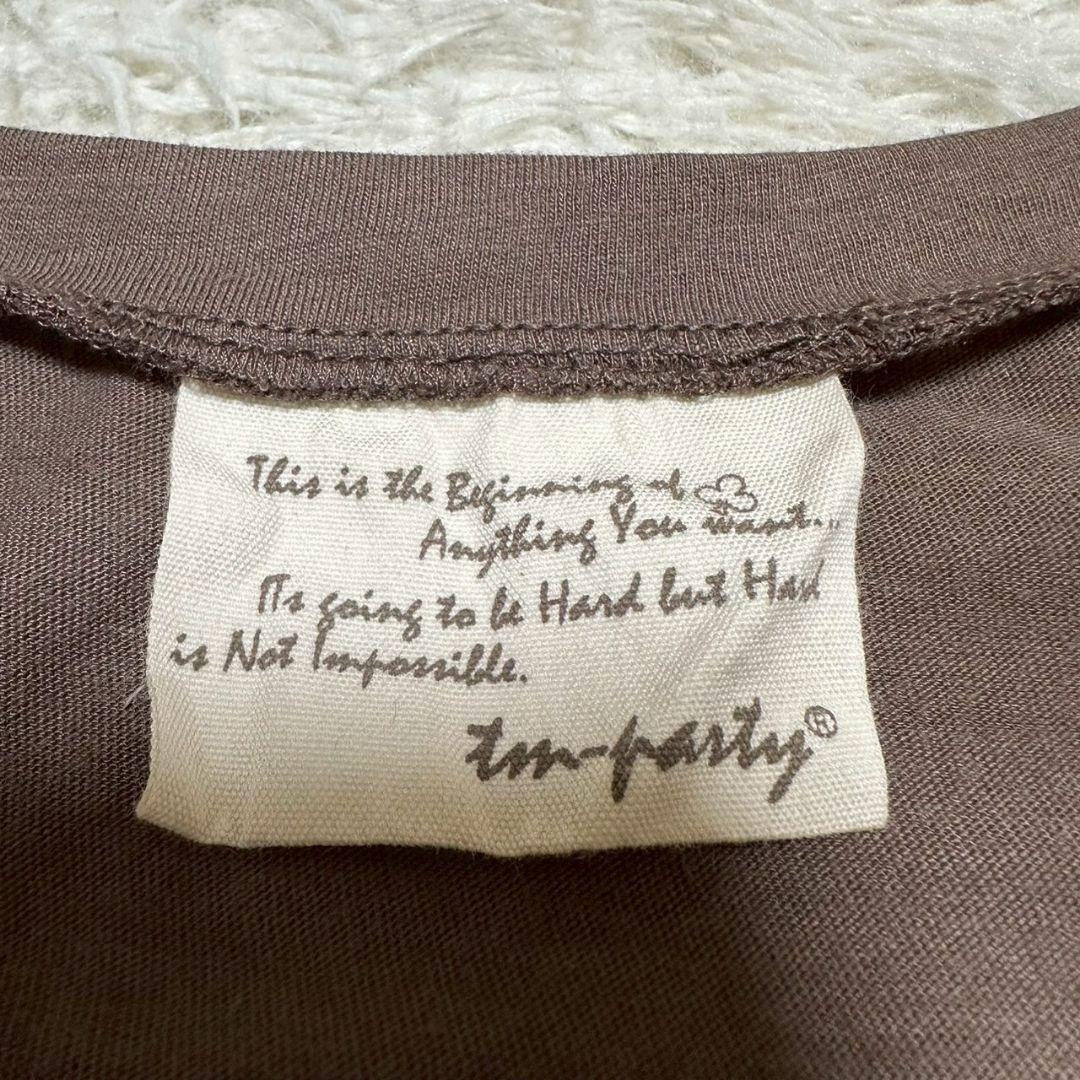 This is the Beginning of
Anything You want...
ITs going to be Hard but Hard
is Not Impossible.
tm-party®